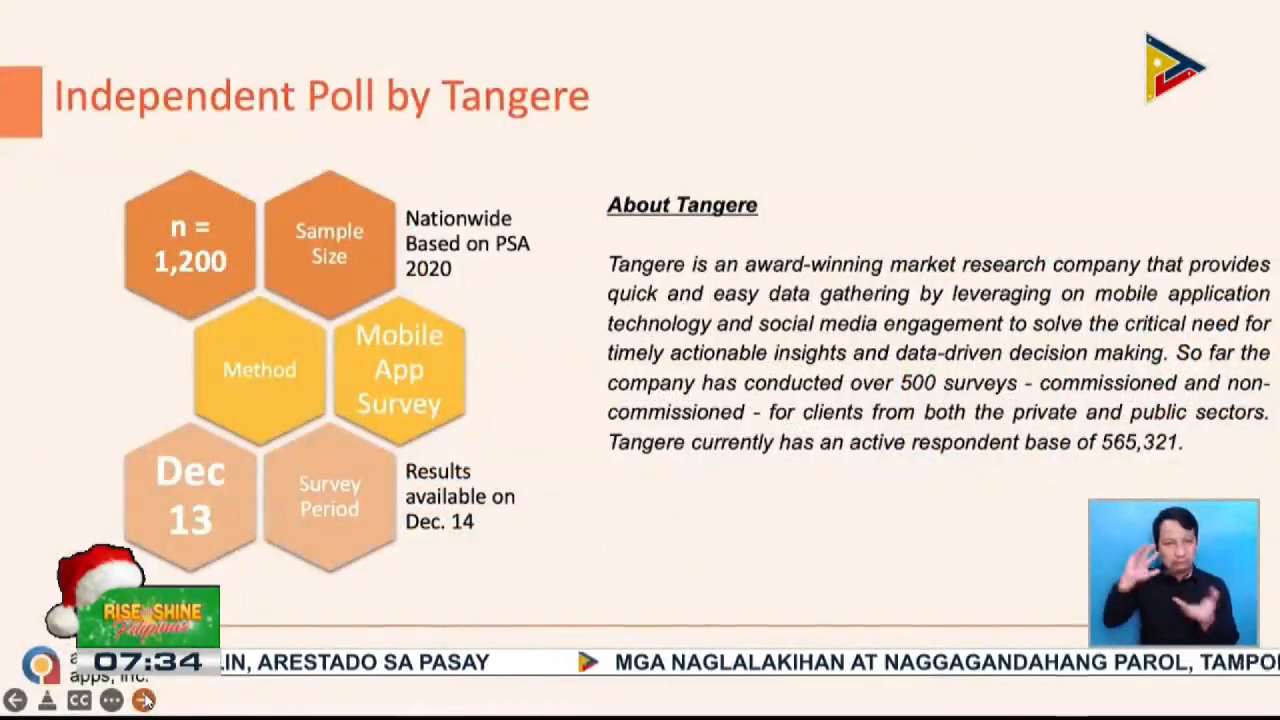 Independent Poll by Tangere
n =
1,200
Sample
Size
Nationwide
Based on PSA
2020
Method
Mobile
App
Survey
Dec
13
Survey
Period
Results
available on
Dec. 14
About Tangere
Tangere is an award-winning market research company that provides
quick and easy data gathering by leveraging on mobile application
technology and social media engagement to solve the critical need for
timely actionable insights and data-driven decision making. So far the
company has conducted over 500 surveys - commissioned and non-
commissioned - for clients from both the private and public sectors.
Tangere currently has an active respondent base of 565,321.
RISE SHINE
Pilipinas
07:34
LIN, ARESTADO SA PASAY
MGA NAGLALAKIHAN AT NAGGAGANDAHANG PAROL,
apps, inc.
CC